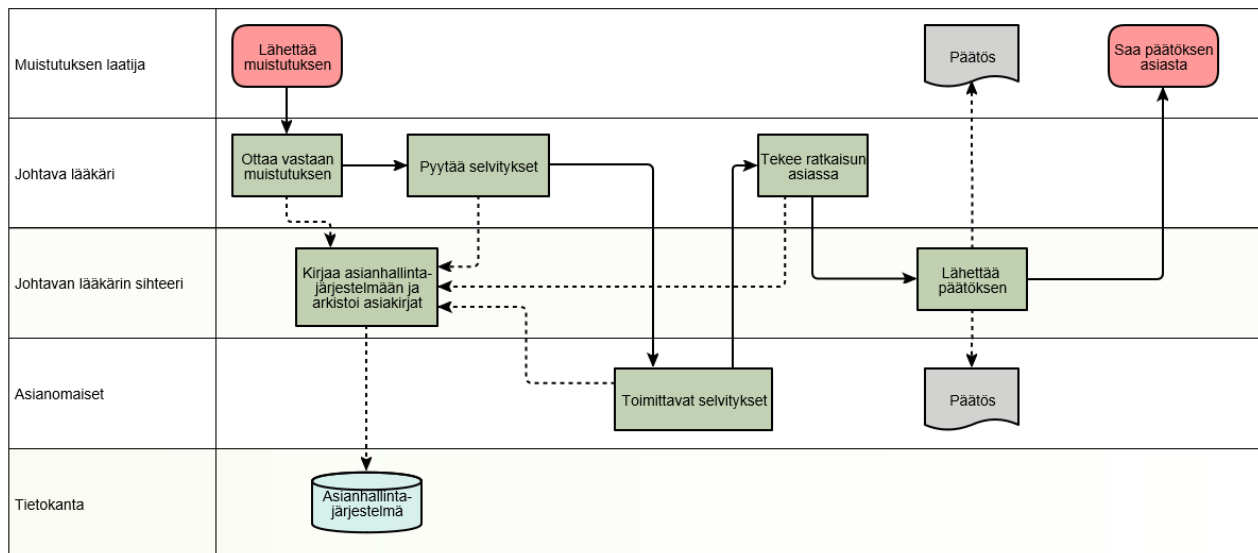 Muistutuksen laatija
Lähettää
muistutuksen
Päätös
Saa päätöksen
asiasta
Johtava lääkäri
Ottaa vastaan
muistutuksen
Pyytää selvitykset
Tekee ratkaisun
asiassa
Johtavan lääkärin sihteeri
Kirjaa asianhallinta-
järjestelmään ja
arkistoi asiakirjat
Lähettää
päätöksen
Asianomaiset
Toimittavat selvitykset
Päätös
Tietokanta
Asianhallinta-
järjestelmä